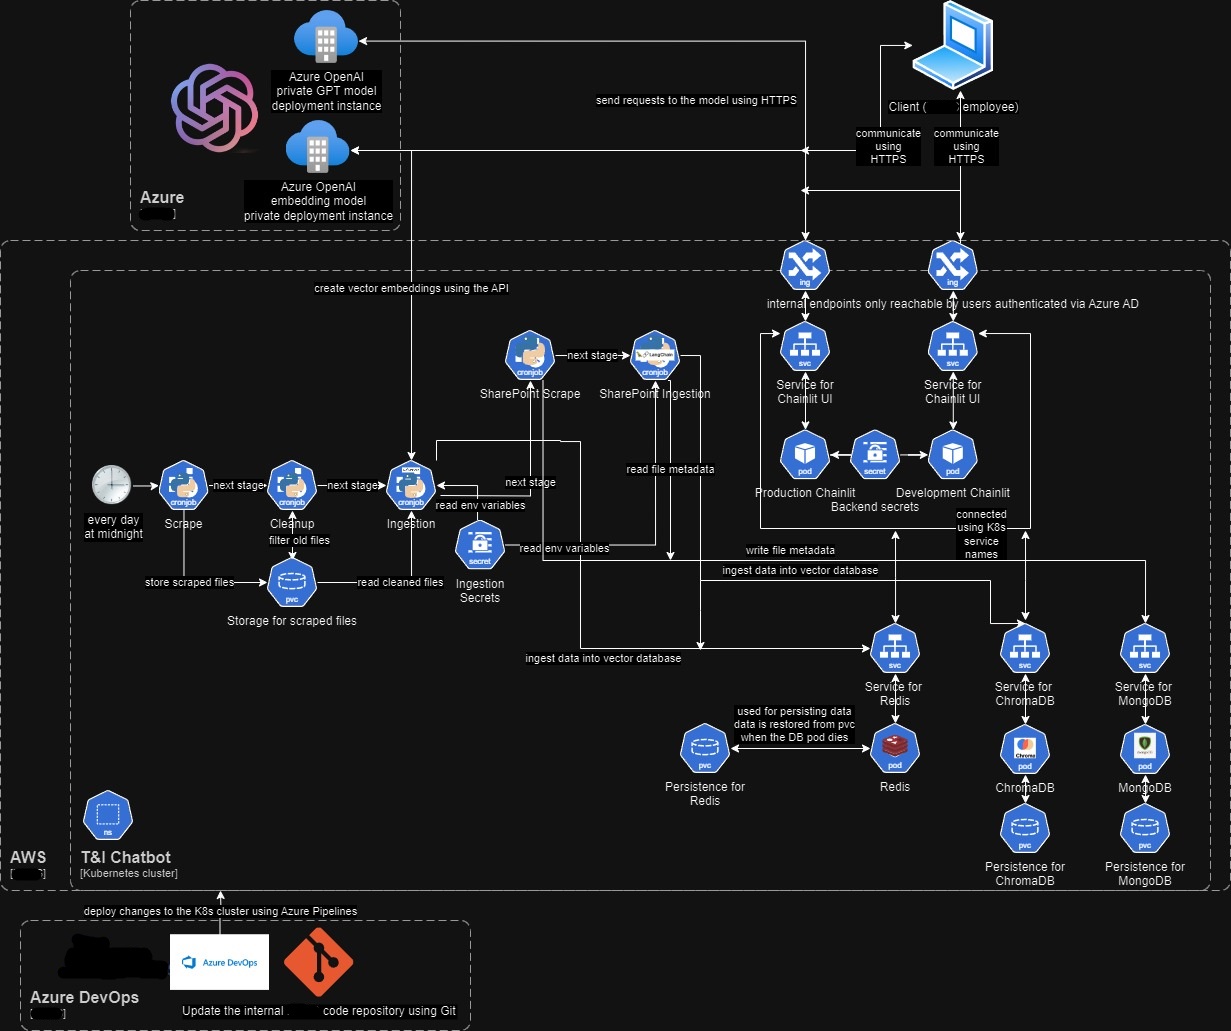 Azure OpenAI
private GPT model
deployment instance
send requests to the model using HTTPS
Client (
employee)
communicate
using
HTTPS
communicate
using
HTTPS
Azure OpenAI
embedding model
private deployment instance
Azure
[ ]
ing
ing
create vector embeddings using the API
internal endpoints only reachable by users authenticated via Azure AD
svc
svc
Service for
Chainlit UI
Service for
Chainlit UI
cronjob
next stage
LangChain
cronjob
SharePoint Scrape
SharePoint Ingestion
pod
secret
pod
Production Chainlit
Backend secrets
Development Chainlit
read file metadata
every day
at midnight
cronjob
Scrape
next stage
cronjob
Cleanup
next stage
cronjob
Ingestion
next stage
read env variables
connected
using K8s
service
names
filter old files
secret
Ingestion
Secrets
read env variables
write file metadata
ingest data into vector database
store scraped files
pvc
Storage for scraped files
read cleaned files
ingest data into vector database
svc
Service for
Redis
svc
Service for
ChromaDB
svc
Service for
MongoDB
used for persisting data
data is restored from pvc
when the DB pod dies
pvc
Persistence for
Redis
pod
Redis
Chroma
pod
ChromaDB
pod
MongoDB
pvc
Persistence for
ChromaDB
pvc
Persistence for
MongoDB
ns
AWS
[ ]
T&I Chatbot
[Kubernetes cluster]
deploy changes to the K8s cluster using Azure Pipelines
Azure DevOps
Azure DevOps
[ ]
Update the internal
code repository using Git